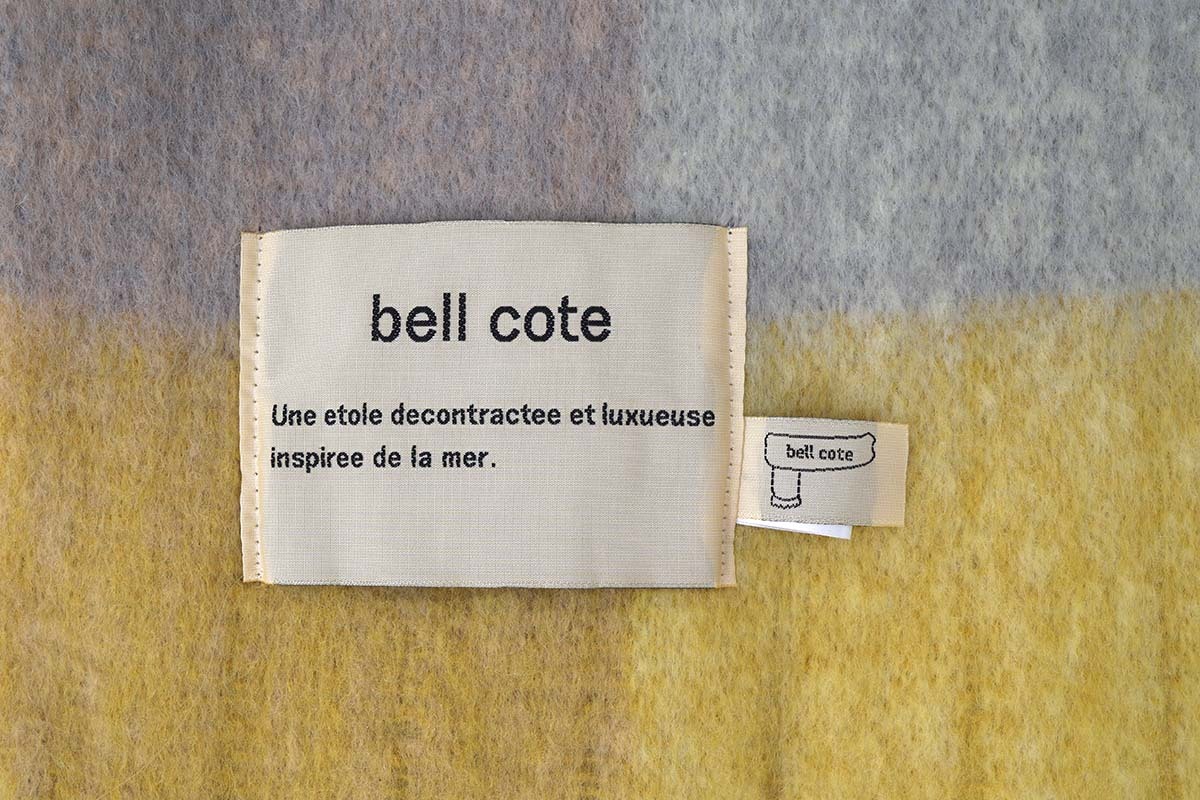 bell cote
Une etole decontractee et luxueuse
inspiree de la mer.
bell cote